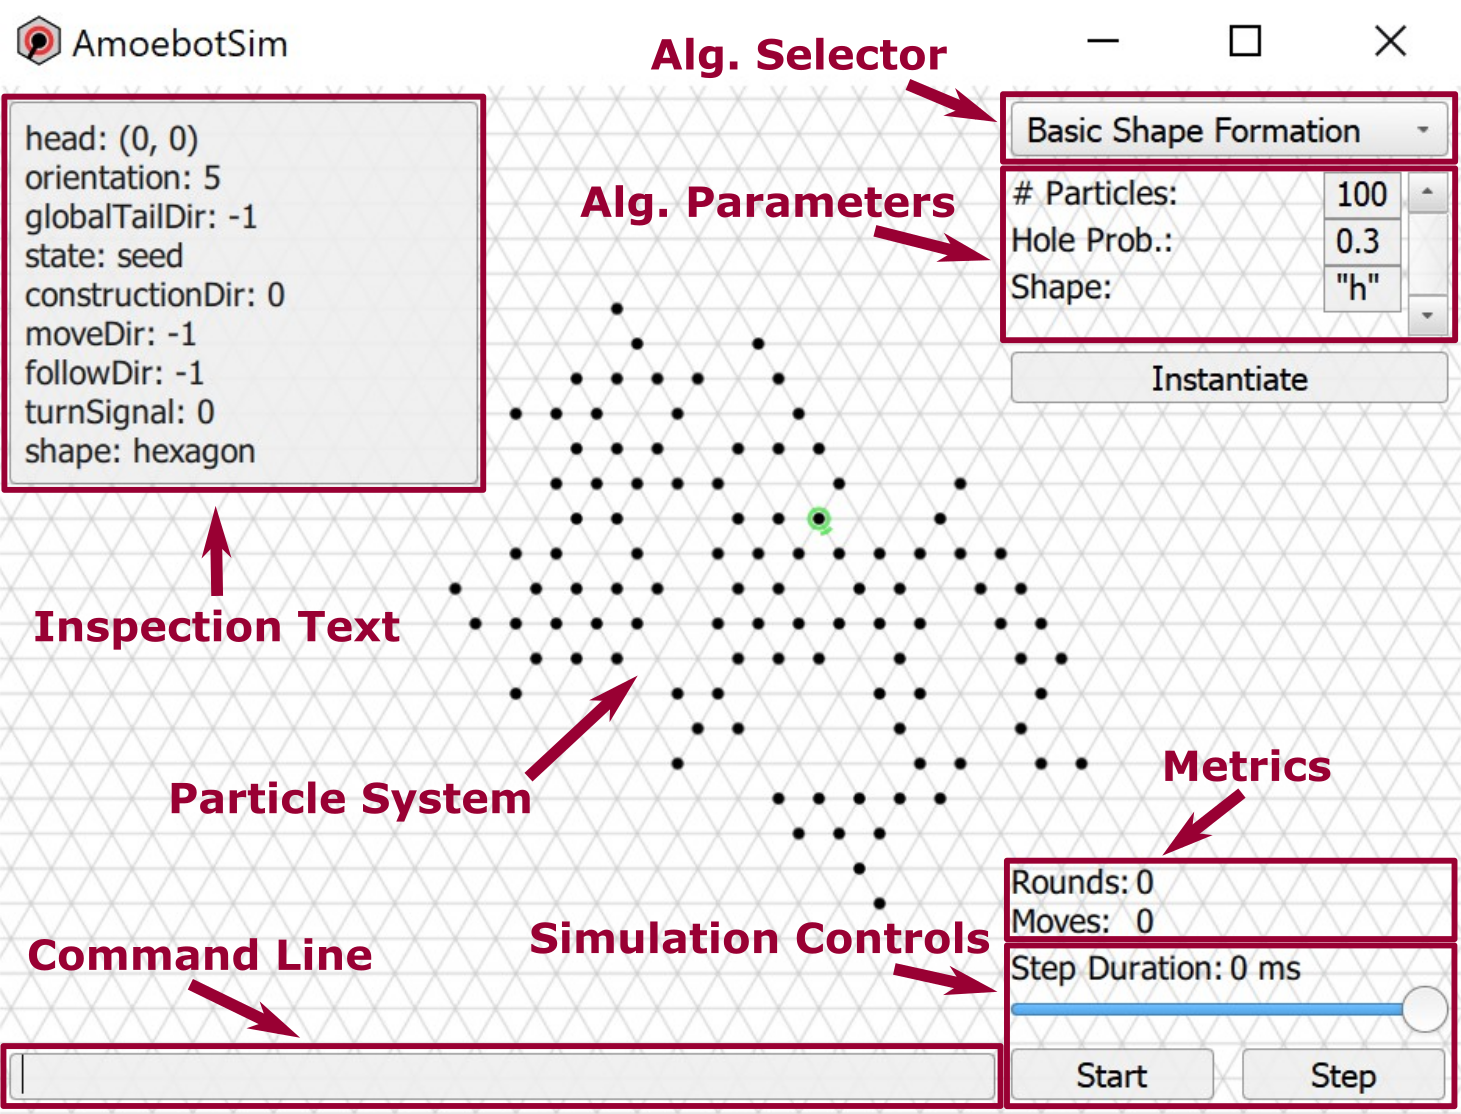 AmoebotSim
Alg. Selector
Basic Shape Formation
head: (0, 0)
orientation: 5
globalTailDir: -1
state: seed
constructionDir: 0
moveDir: -1
followDir: -1
turnSignal: 0
shape: hexagon
Alg. Parameters
# Particles: 100
Hole Prob.: 0.3
Shape: "h"
Instantiate
Inspection Text
Particle System
Metrics
Rounds: 0
Moves: 0
Simulation Controls
Step Duration: 0 ms
Command Line
Start
Step